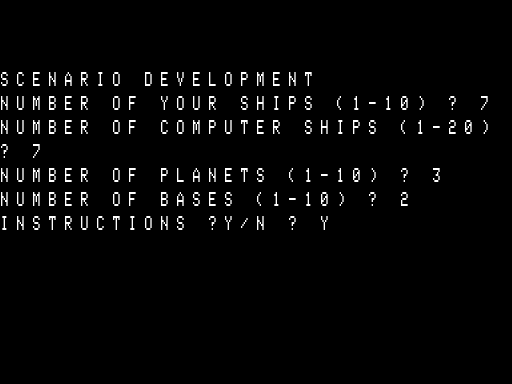 SCENARIO DEVELOPMENT
NUMBER OF YOUR SHIPS (1-10) ? 7
NUMBER OF COMPUTER SHIPS (1-20)
? 7
NUMBER OF PLANETS (1-10) ? 3
NUMBER OF BASES (1-10) ? 2
INSTRUCTIONS ?Y/N ? Y